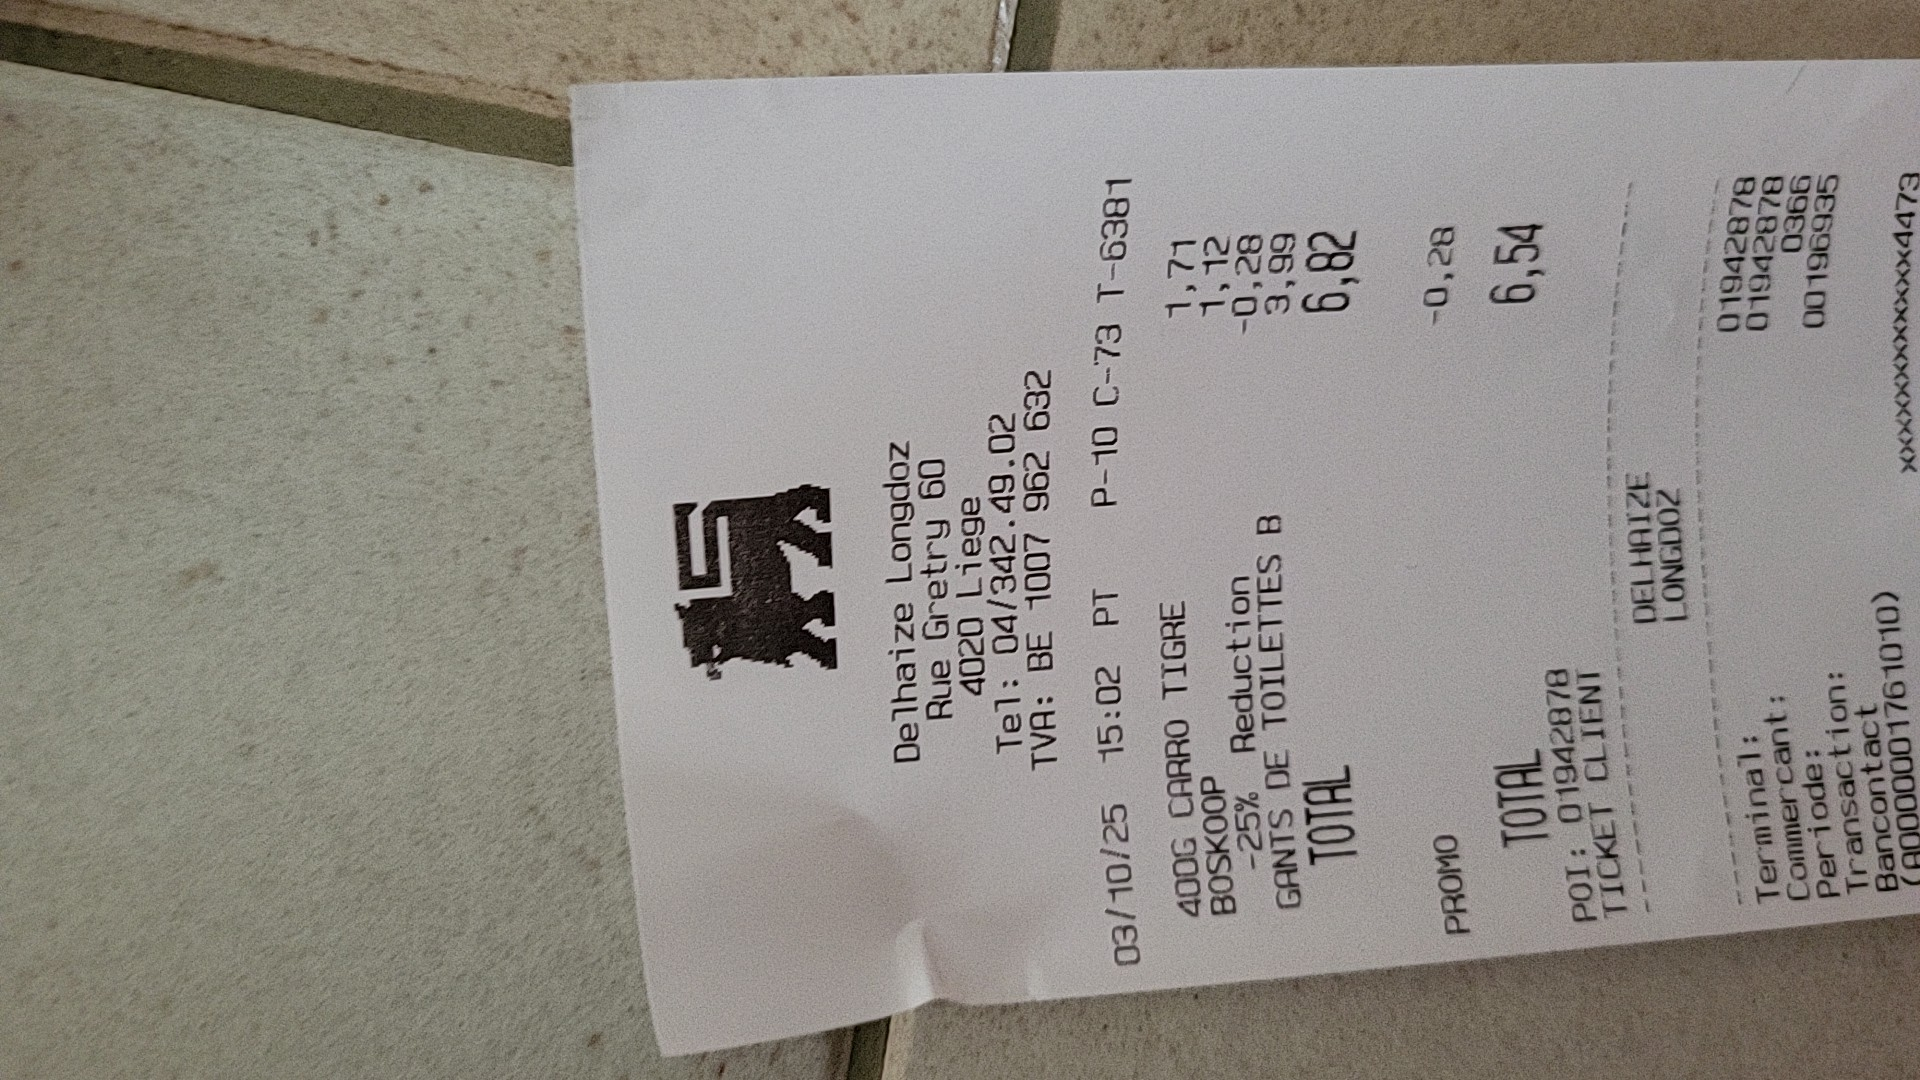 Delhaize Longdoz
Rue Gretry 60
4020 Liege
Tel: 04/342.49.02
TVA: BE 1007 962 632
03/10/25 15:02 PT P-10 C-73 T-6381
400G CARRO TIGRE 1,71
BOSKOOP 1,12
-25% Reduction -0,28
GANTS DE TOILETTES B 3,99
TOTAL 6,82
PROMO -0,28
TOTAL 6,54
POI: 01942878
TICKET CLIENT
DELHAIZE
LONGDOZ
Terminal: 01942878
Commercant: 01942878
Periode: 0366
Transaction: 00196935
Bancontact
(A0000001761010) xxxxxxxxxxxxx4473